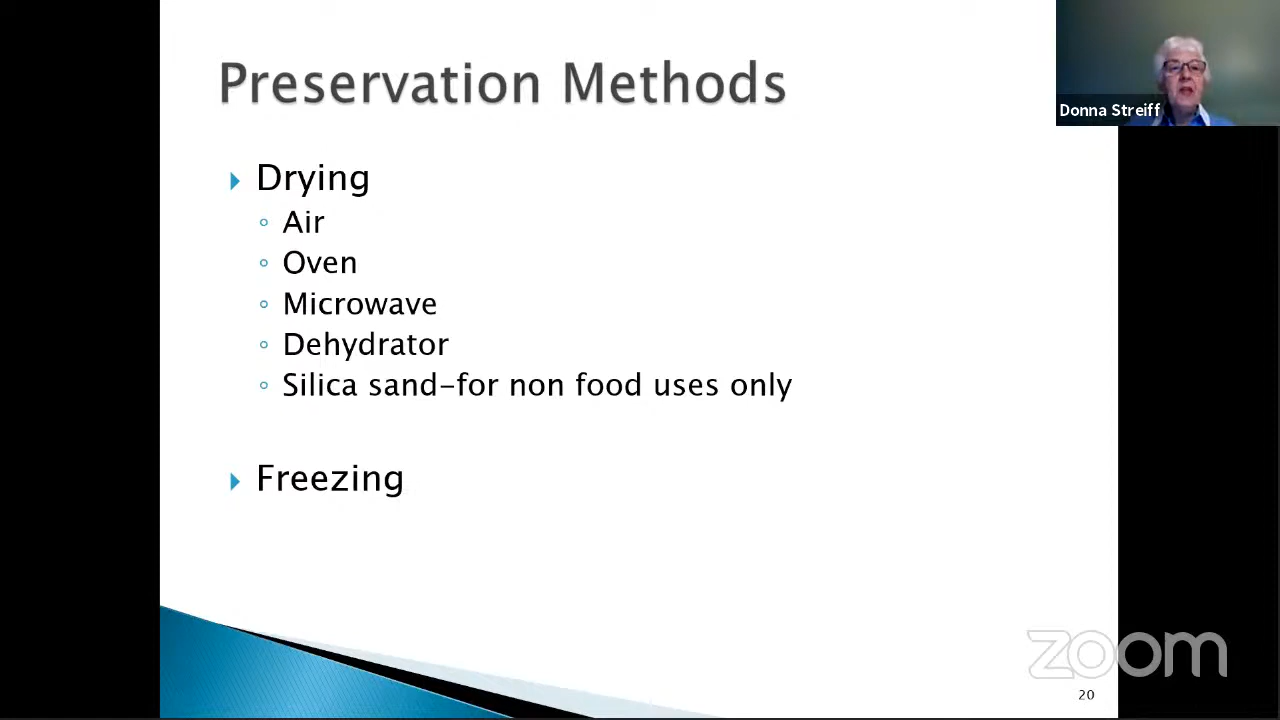 Preservation Methods
Donna Streiff
Drying
Air
Oven
Microwave
Dehydrator
Silica sand-for non food uses only
Freezing
zoom
20